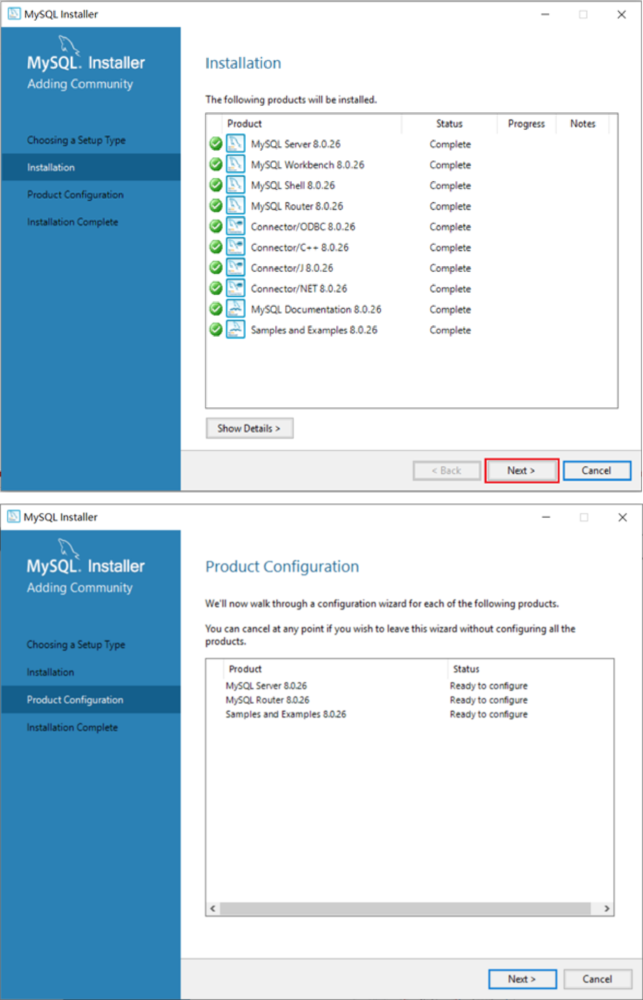 MySQL Installer
MySQL. Installer
Adding Community
Choosing a Setup Type
Installation
Product Configuration
Installation Complete
Installation
The following products will be installed.
Product Status Progress Notes
MySQL Server 8.0.26 Complete
MySQL Workbench 8.0.26 Complete
MySQL Shell 8.0.26 Complete
MySQL Router 8.0.26 Complete
Connector/ODBC 8.0.26 Complete
Connector/C++ 8.0.26 Complete
Connector/J 8.0.26 Complete
Connector/NET 8.0.26 Complete
MySQL Documentation 8.0.26 Complete
Samples and Examples 8.0.26 Complete
Show Details >
< Back Next > Cancel
MySQL Installer
MySQL. Installer
Adding Community
Choosing a Setup Type
Installation
Product Configuration
Installation Complete
Product Configuration
We'll now walk through a configuration wizard for each of the following products.
You can cancel at any point if you wish to leave this wizard without configuring all the
products.
Product Status
MySQL Server 8.0.26 Ready to configure
MySQL Router 8.0.26 Ready to configure
Samples and Examples 8.0.26 Ready to configure
Next > Cancel